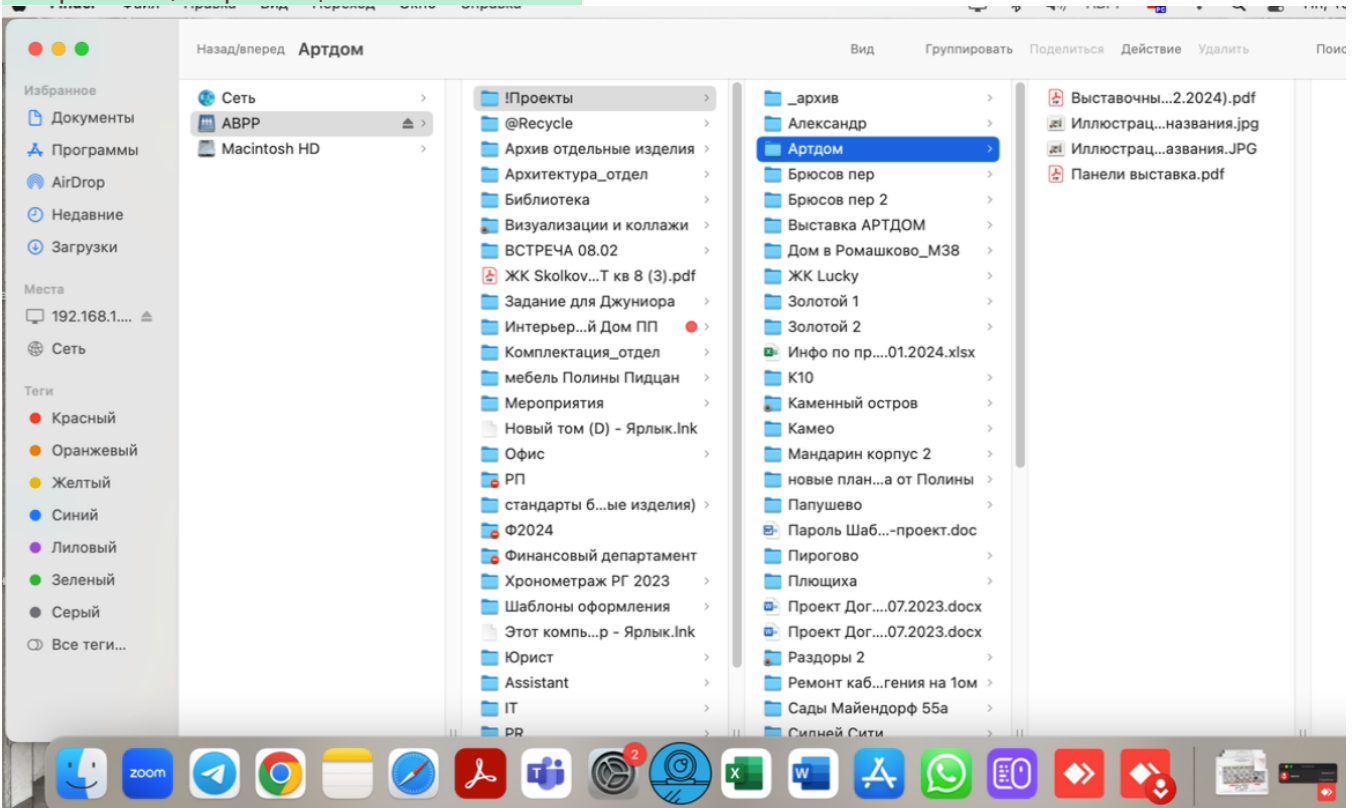 Назад/вперед Артдом Вид Группировать Поделиться Действие Удалить
Избранное
Документы
Программы
AirDrop
Недавние
Загрузки
Места
192.168.1....
Сеть
Теги
Красный
Оранжевый
Желтый
Синий
Лиловый
Зеленый
Серый
Все теги...
Сеть
ABPP
Macintosh HD
!Проекты
@Recycle
Архив отдельные изделия
Архитектура_отдел
Библиотека
Визуализации и коллажи
ВСТРЕЧА 08.02
ЖК Skolkov...Т кв 8 (3).pdf
Задание для Джуниора
Интерьер...й Дом ПП
Комплектация_отдел
мебель Полины Пидцан
Мероприятия
Новый том (D) - Ярлык.lnk
Офис
РП
стандарты б...ые изделия)
Ф2024
Финансовый департамент
Хронометраж РГ 2023
Шаблоны оформления
Этот компь...р - Ярлык.lnk
Юрист
Assistant
IT
PR
_архив
Александр
Артдом
Брюсов пер
Брюсов пер 2
Выставка АРТДОМ
Дом в Ромашково_М38
ЖК Lucky
Золотой 1
Золотой 2
Инфо по пр....01.2024.xlsx
К10
Каменный остров
Камео
Мандарин корпус 2
новые план...а от Полины
Папушево
Пароль Шаб...-проект.doc
Пирогово
Плющиха
Проект Дог....07.2023.docx
Проект Дог....07.2023.docx
Раздоры 2
Ремонт каб...гения на 1ом
Сады Майендорф 55а
Сидней Сити
Выставочны...2.2024).pdf
Иллюстрац...названия.jpg
Иллюстрац...азвания.JPG
Панели выставка.pdf
zoom
2